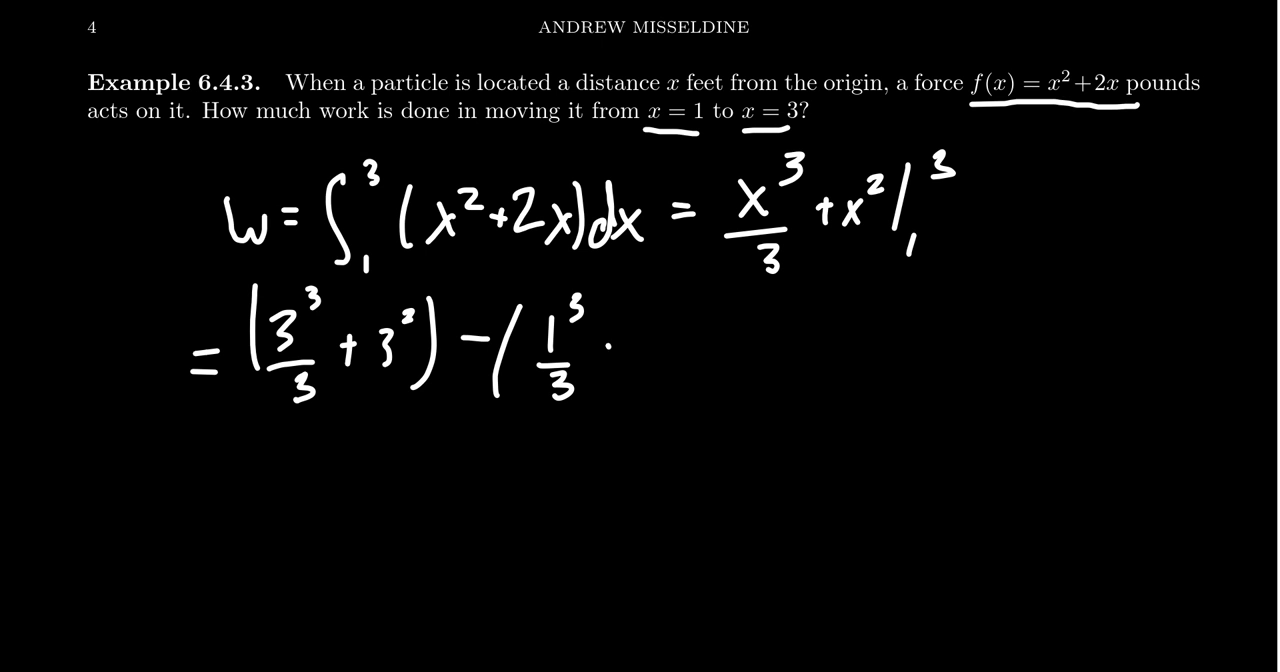 4 ANDREW MISSELDINE
Example 6.4.3. When a particle is located a distance x feet from the origin, a force f(x) = x² + 2x pounds
acts on it. How much work is done in moving it from x = 1 to x = 3?
W = ∫₁³ (x² + 2x)dx = x³/3 + x² |₁³
= (3³/3 + 3²) − (1³/3 ·